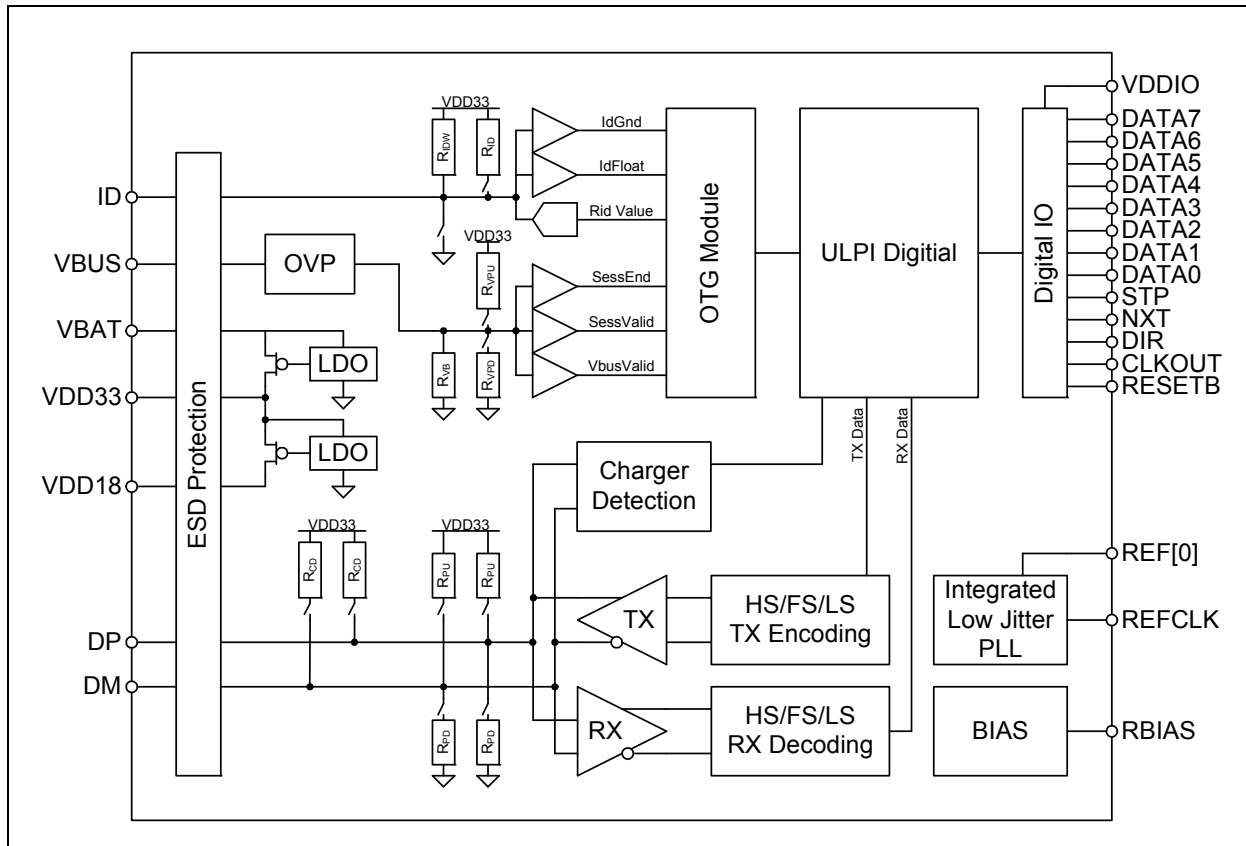 VDD33
RIDW
RID
IdGnd
IdFloat
Rid Value
ID
VBUS
VBAT
VDD33
VDD18
DP
DM
ESD Protection
OVP
LDO
LDO
VDD33
RVPU
RVB
RVPD
SessEnd
SessValid
VbusValid
OTG Module
ULPI Digitial
Digital IO
VDDIO
DATA7
DATA6
DATA5
DATA4
DATA3
DATA2
DATA1
DATA0
STP
NXT
DIR
CLKOUT
RESETB
TX Data
RX Data
Charger
Detection
VDD33
RCD
RCD
VDD33
RPU
RPU
RPD
RPD
TX
HS/FS/LS
TX Encoding
RX
HS/FS/LS
RX Decoding
Integrated
Low Jitter
PLL
REF[0]
REFCLK
BIAS
RBIAS